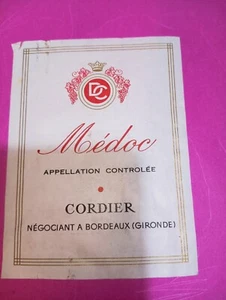 DC
Médoc
APPELLATION CONTROLÉE
CORDIER
NÉGOCIANT A BORDEAUX (GIRONDE)